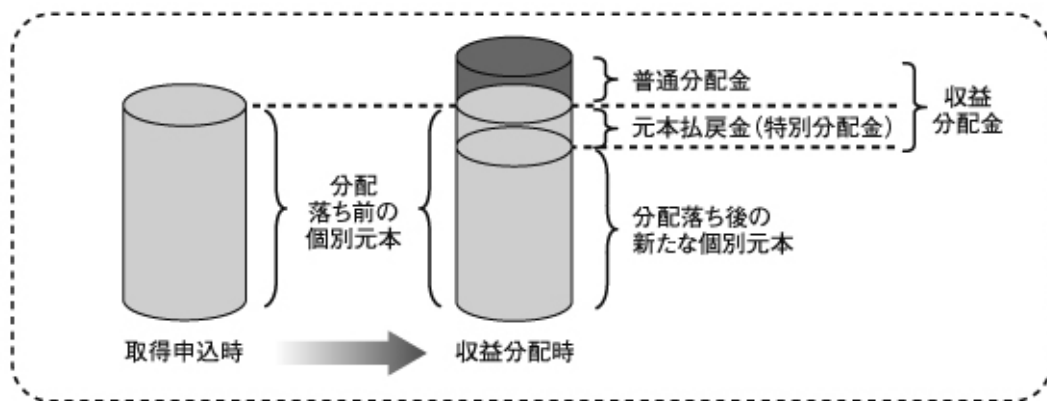 普通分配金
元本払戻金（特別分配金）
収益
分配金
分配
落ち前の
個別元本
分配落ち後の
新たな個別元本
取得申込時
収益分配時